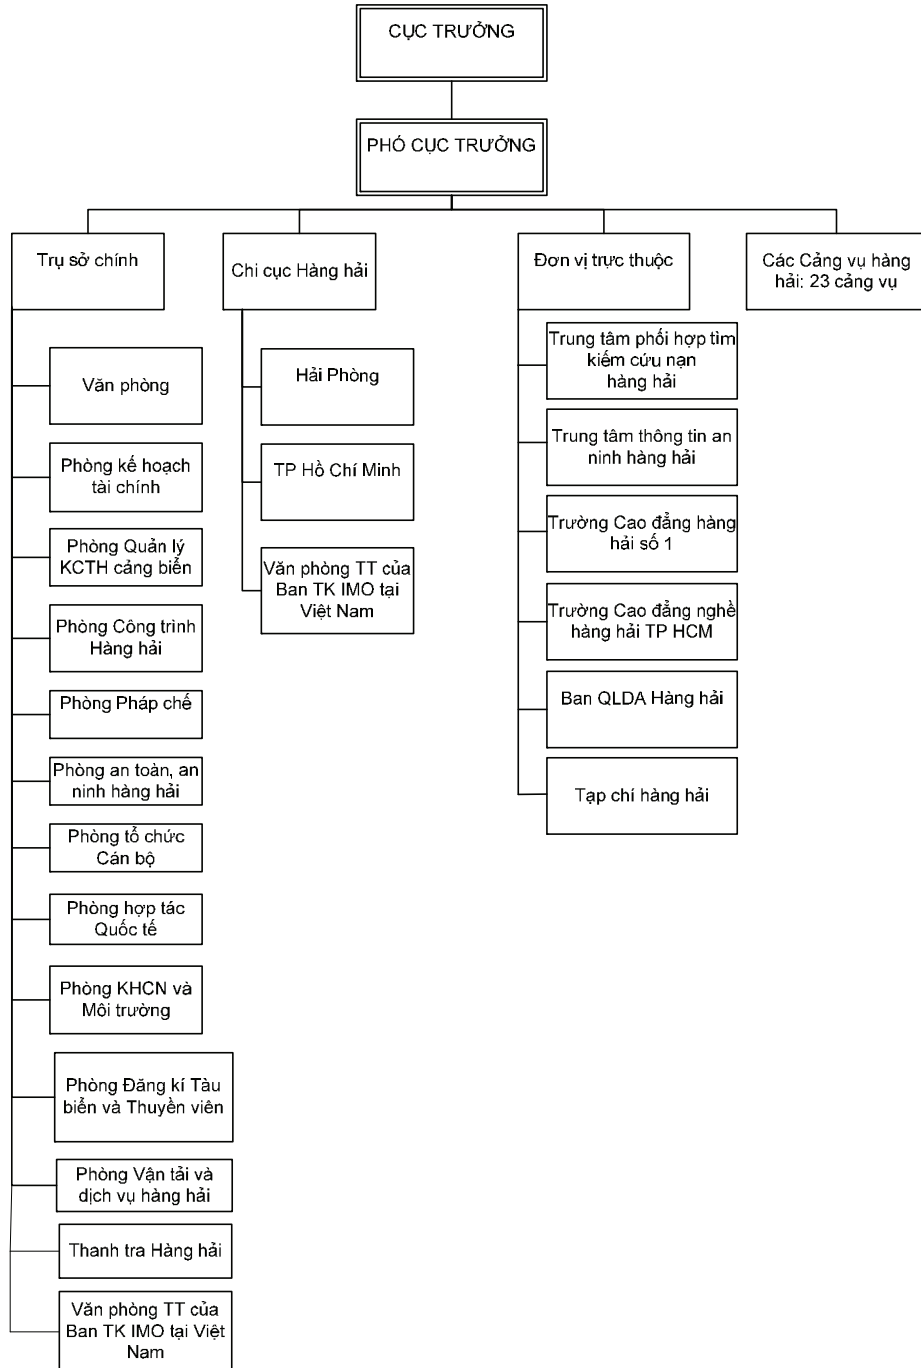 CỤC TRƯỞNG
PHÓ CỤC TRƯỞNG
Trụ sở chính
Văn phòng
Phòng kế hoạch
tài chính
Phòng Quản lý
KCTH cảng biển
Phòng Công trình
Hàng hải
Phòng Pháp chế
Phòng an toàn, an
ninh hàng hải
Phòng tổ chức
Cán bộ
Phòng hợp tác
Quốc tế
Phòng KHCN và
Môi trường
Phòng Đăng kí Tàu
biển và Thuyền viên
Phòng Vận tải và
dịch vụ hàng hải
Thanh tra Hàng hải
Văn phòng TT của
Ban TK IMO tại Việt
Nam
Chi cục Hàng hải
Hải Phòng
TP Hồ Chí Minh
Văn phòng TT của
Ban TK IMO tại
Việt Nam
Đơn vị trực thuộc
Trung tâm phối hợp tìm
kiếm cứu nạn
hàng hải
Trung tâm thông tin an
ninh hàng hải
Trường Cao đẳng hàng
hải số 1
Trường Cao đẳng nghề
hàng hải TP HCM
Ban QLDA Hàng hải
Tạp chí hàng hải
Các Cảng vụ hàng
hải: 23 cảng vụ